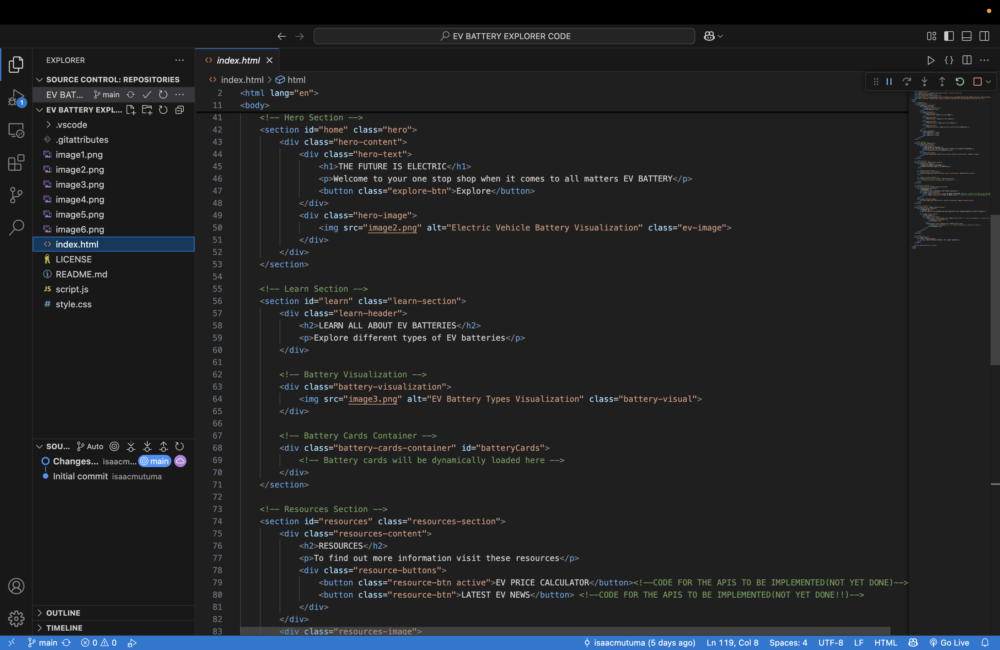 EV BATTERY EXPLORER CODE
EXPLORER
SOURCE CONTROL: REPOSITORIES
EV BAT... main
EV BATTERY EXPL...
.vscode
.gitattributes
image1.png
image2.png
image3.png
image4.png
image5.png
image6.png
index.html
LICENSE
README.md
JS script.js
# style.css
1
SOU... Auto
Changes... isaacm... main
Initial commit isaacmutuma
OUTLINE
TIMELINE
index.html
index.html > html
2 <html lang="en">
11 <body>
41 <!-- Hero Section -->
42 <section id="home" class="hero">
43 <div class="hero-content">
44 <div class="hero-text">
45 <h1>THE FUTURE IS ELECTRIC</h1>
46 <p>Welcome to your one stop shop when it comes to all matters EV BATTERY</p>
47 <button class="explore-btn">Explore</button>
48 </div>
49 <div class="hero-image">
50 <img src="image2.png" alt="Electric Vehicle Battery Visualization" class="ev-image">
51 </div>
52 </div>
53 </section>
54
55 <!-- Learn Section -->
56 <section id="learn" class="learn-section">
57 <div class="learn-header">
58 <h2>LEARN ALL ABOUT EV BATTERIES</h2>
59 <p>Explore different types of EV batteries</p>
60 </div>
61
62 <!-- Battery Visualization -->
63 <div class="battery-visualization">
64 <img src="image3.png" alt="EV Battery Types Visualization" class="battery-visual">
65 </div>
66
67 <!-- Battery Cards Container -->
68 <div class="battery-cards-container" id="batteryCards">
69 <!-- Battery cards will be dynamically loaded here -->
70 </div>
71 </section>
72
73 <!-- Resources Section -->
74 <section id="resources" class="resources-section">
75 <div class="resources-content">
76 <h2>RESOURCES</h2>
77 <p>To find out more information visit these resources</p>
78 <div class="resource-buttons">
79 <button class="resource-btn active">EV PRICE CALCULATOR</button><!--CODE FOR THE APIS TO BE IMPLEMENTED(NOT YET DONE)-->
80 <button class="resource-btn">LATEST EV NEWS</button> <!--CODE FOR THE APIS TO BE IMPLEMENTED(NOT YET DONE!!)-->
81 </div>
82 </div>
83 <div class="resources-image">
main 0 0 isaacmutuma (5 days ago) Ln 119, Col 8 Spaces: 4 UTF-8 LF HTML Go Live